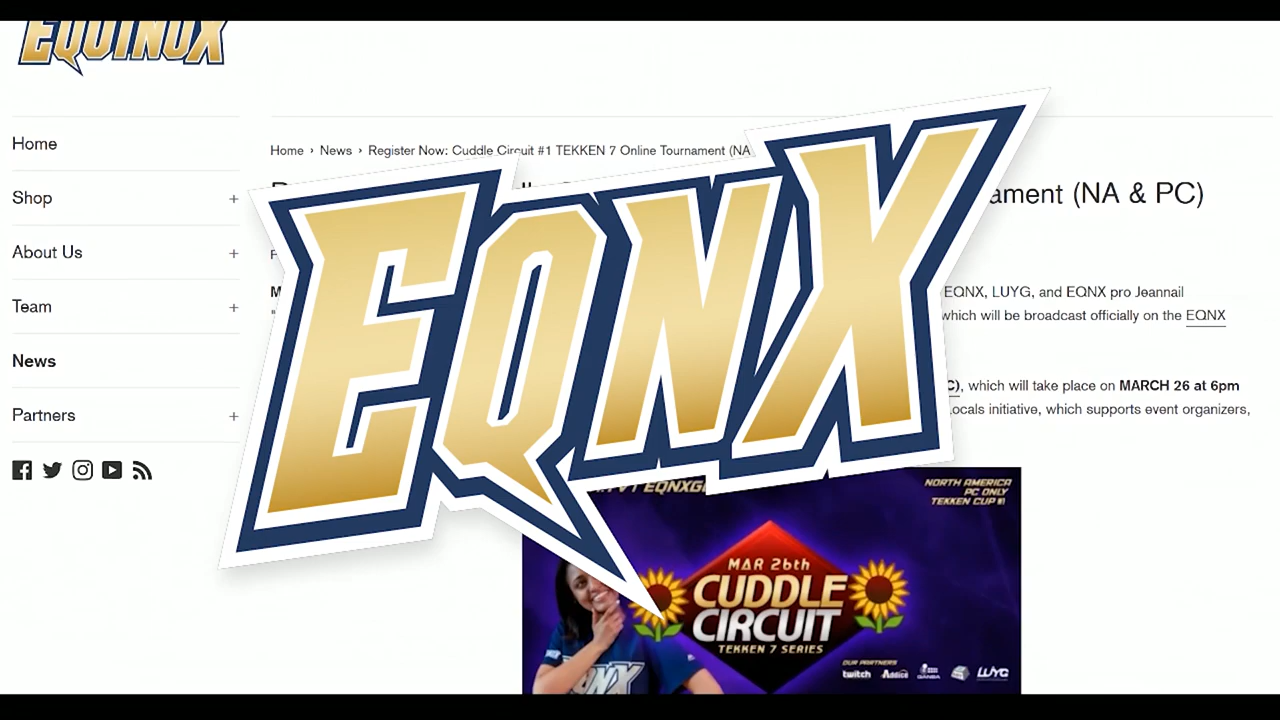 EQUINOX
Home
Shop +
About Us +
Team +
News
Partners +
Home › News › Register Now: Cuddle Circuit #1 TEKKEN 7 Online Tournament (NA
ament (NA & PC)
EQNX
EQNX, LUYG, and EQNX pro Jeannail
which will be broadcast officially on the EQNX
, which will take place on MARCH 26 at 6pm
ocals initiative, which supports event organizers,
NORTH AMERICA
PC ONLY
TEKKEN CUP #1
MAR 26th
CUDDLE
CIRCUIT
TEKKEN 7 SERIES
OUR PARTNERS
twitch Addice QANBA LUYG
EQNX